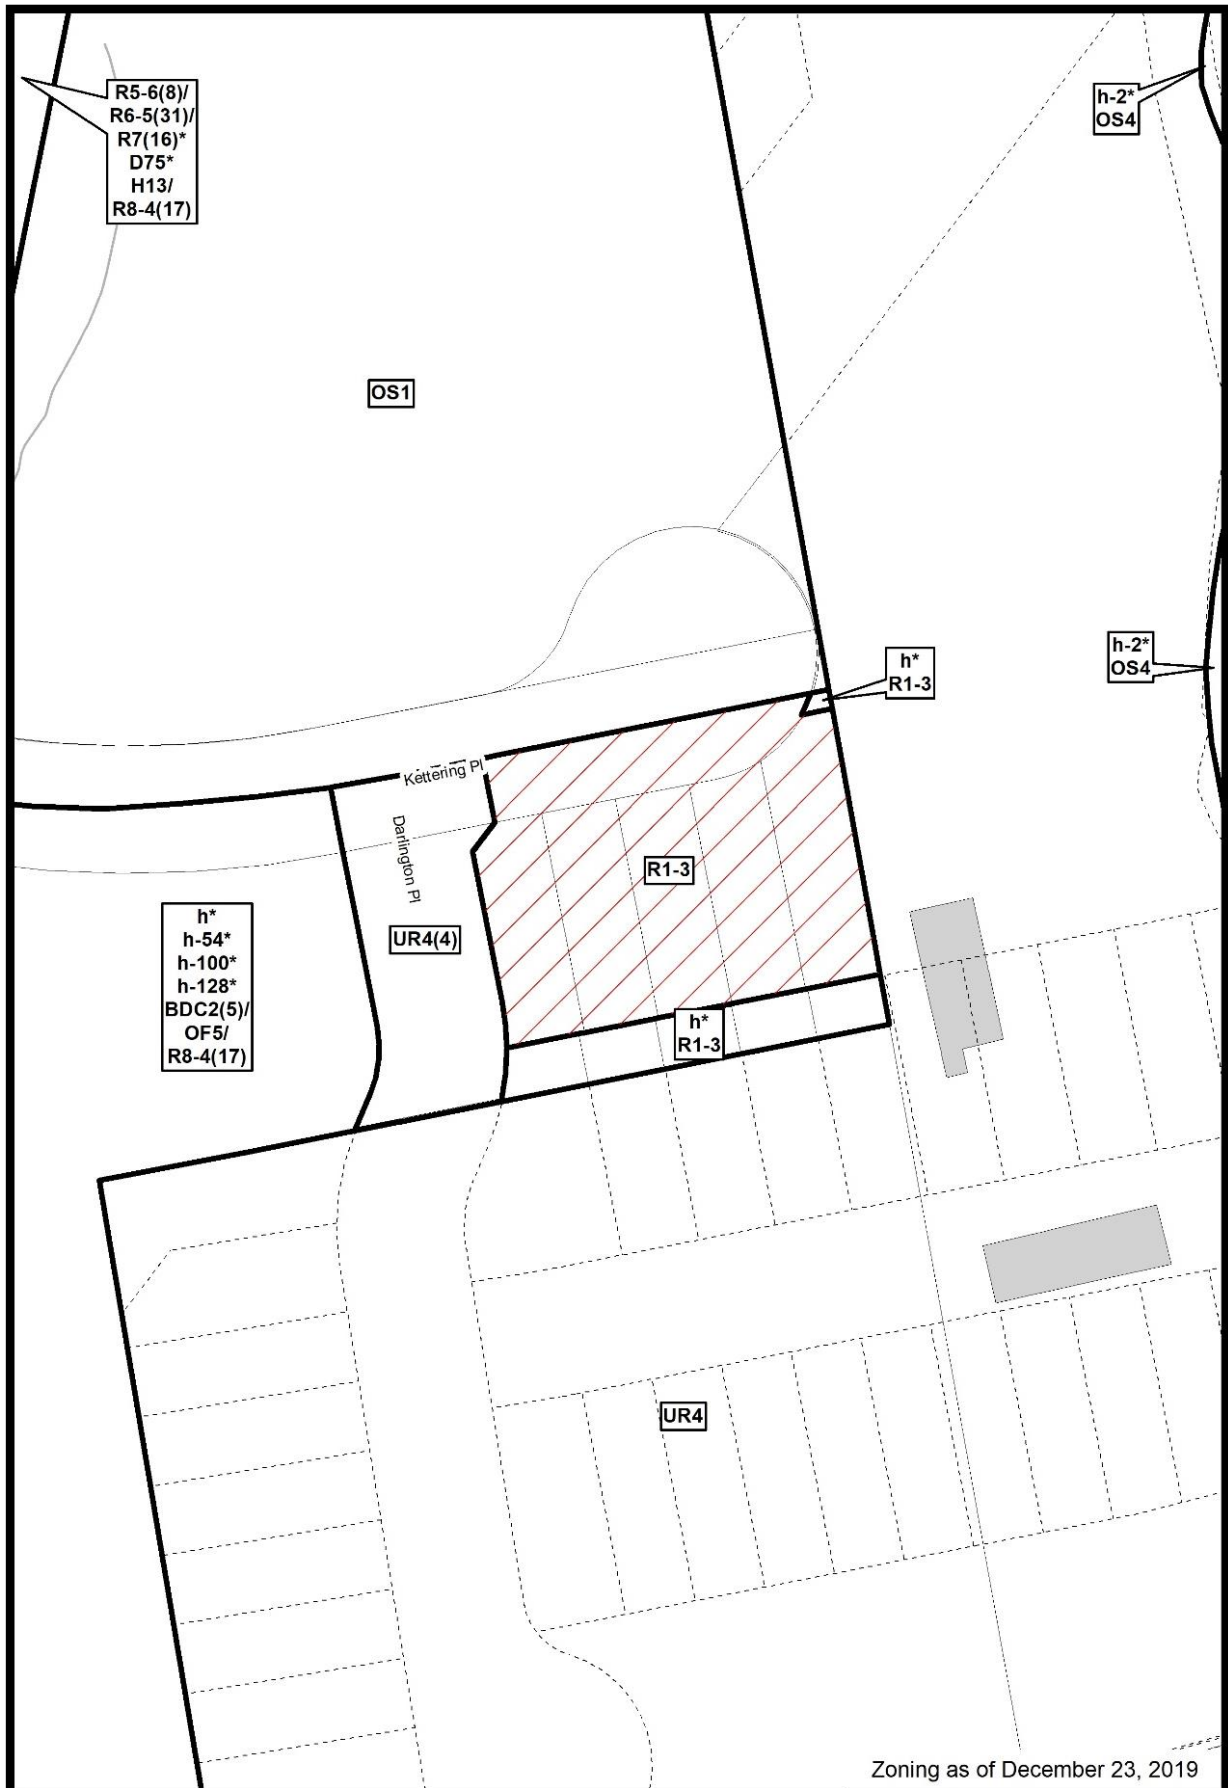 R5-6(8)/
R6-5(31)/
R7(16)*
D75*
H13/
R8-4(17)
h-2*
OS4
OS1
h-2*
OS4
h*
R1-3
Kettering Pl
Darlington Pl
R1-3
h*
h-54*
h-100*
h-128*
BDC2(5)/
OF5/
R8-4(17)
UR4(4)
h*
R1-3
UR4
Zoning as of December 23, 2019